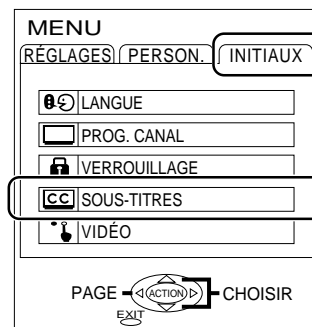 MENU
RÉGLAGES PERSON. INITIAUX
LANGUE
PROG. CANAL
VERROUILLAGE
CC SOUS-TITRES
VIDÉO
PAGE ACTION CHOISIR
EXIT